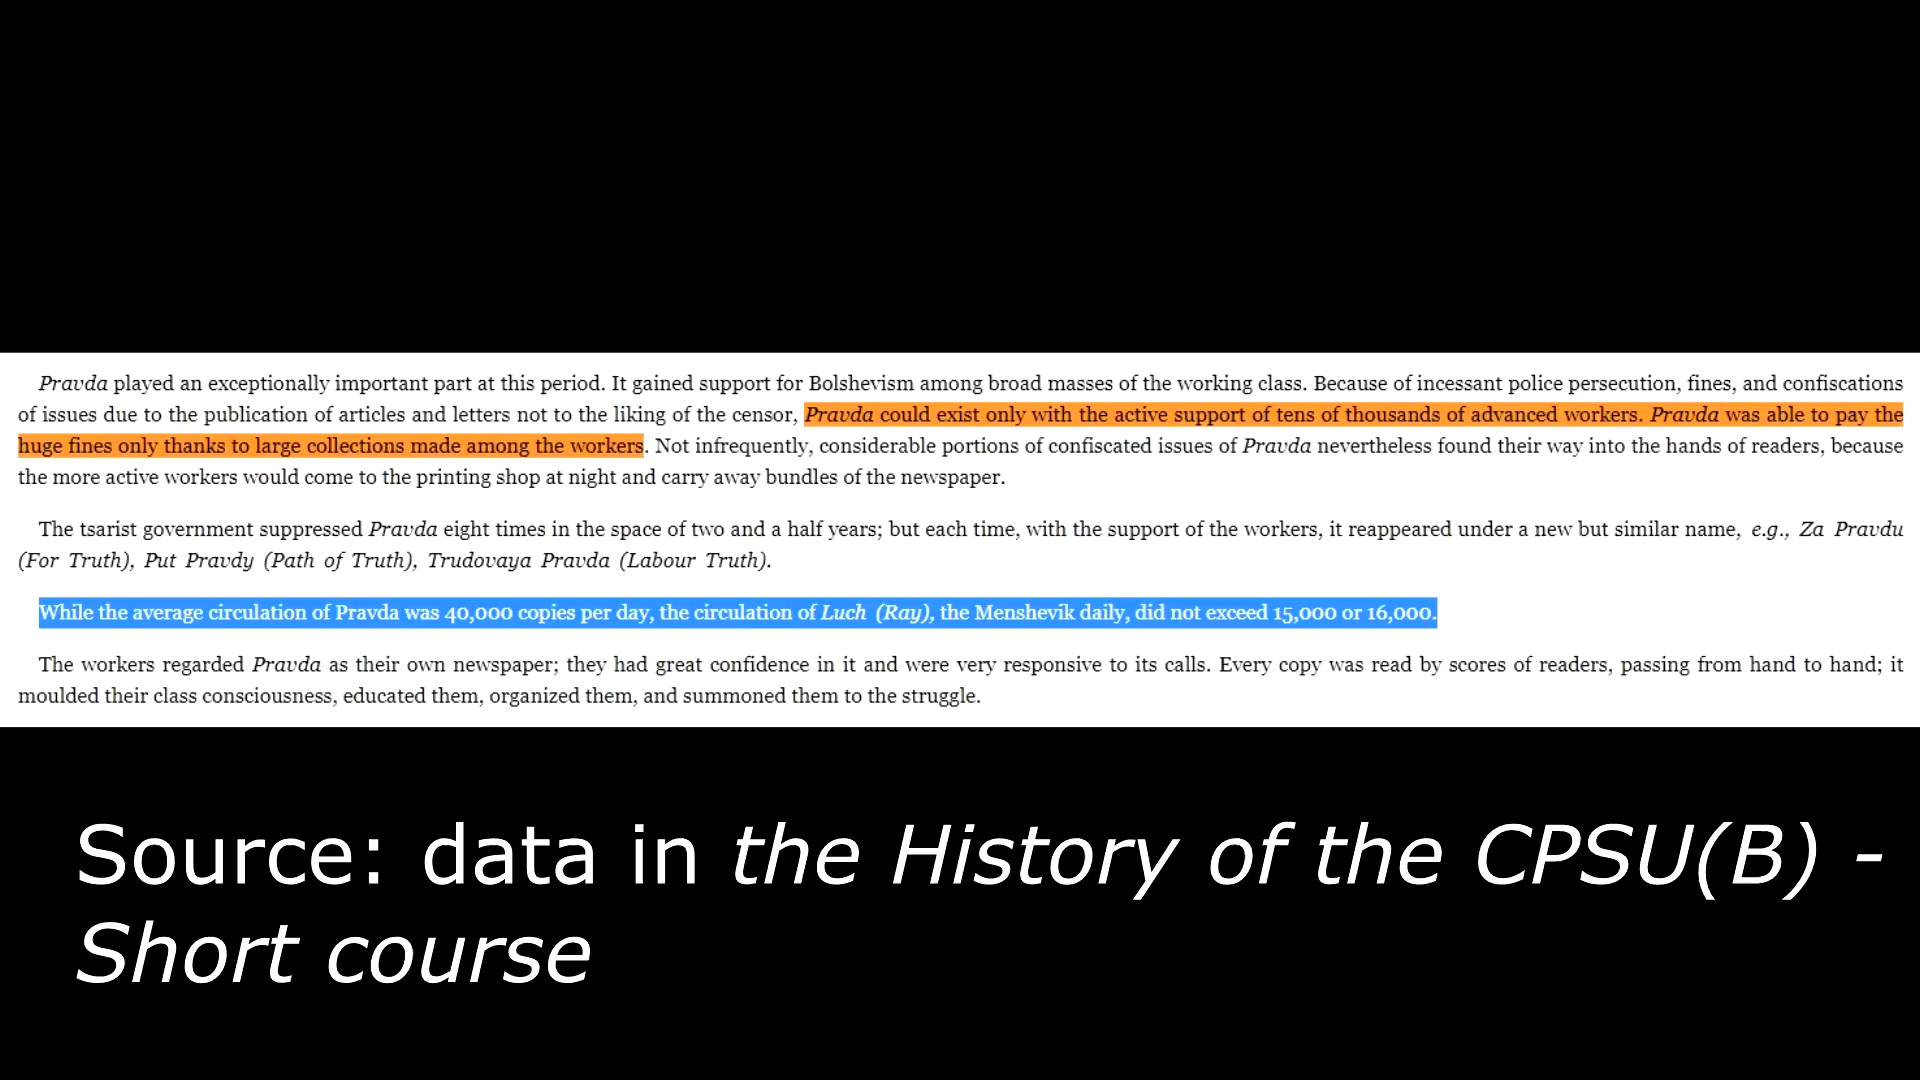 Pravda played an exceptionally important part at this period. It gained support for Bolshevism among broad masses of the working class. Because of incessant police persecution, fines, and confiscations
of issues due to the publication of articles and letters not to the liking of the censor, Pravda could exist only with the active support of tens of thousands of advanced workers. Pravda was able to pay the
huge fines only thanks to large collections made among the workers. Not infrequently, considerable portions of confiscated issues of Pravda nevertheless found their way into the hands of readers, because
the more active workers would come to the printing shop at night and carry away bundles of the newspaper.
The tsarist government suppressed Pravda eight times in the space of two and a half years; but each time, with the support of the workers, it reappeared under a new but similar name, e.g., Za Pravdu
(For Truth), Put Pravdy (Path of Truth), Trudovaya Pravda (Labour Truth).
While the average circulation of Pravda was 40,000 copies per day, the circulation of Luch (Ray), the Menshevik daily, did not exceed 15,000 or 16,000.
The workers regarded Pravda as their own newspaper; they had great confidence in it and were very responsive to its calls. Every copy was read by scores of readers, passing from hand to hand; it
moulded their class consciousness, educated them, organized them, and summoned them to the struggle.
Source: data in the History of the CPSU(B) -
Short course